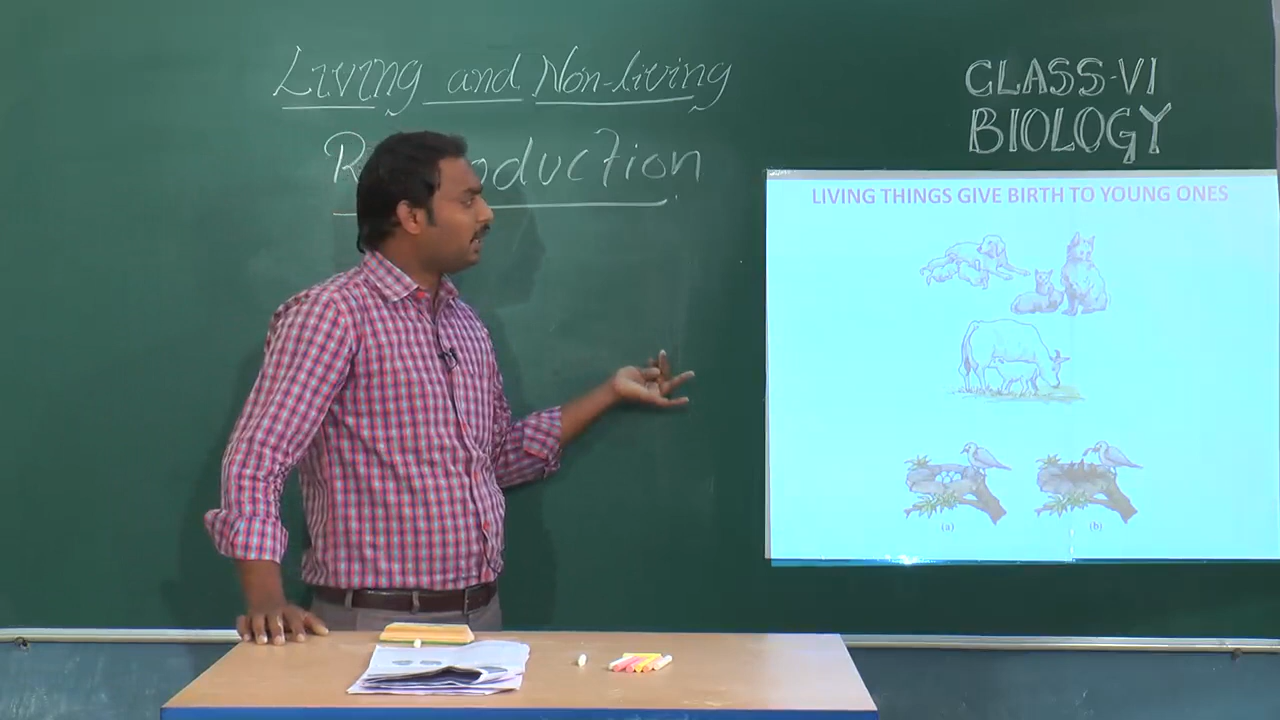 Living and Non-living
CLASS-VI
BIOLOGY
LIVING THINGS GIVE BIRTH TO YOUNG ONES
(a)
(b)